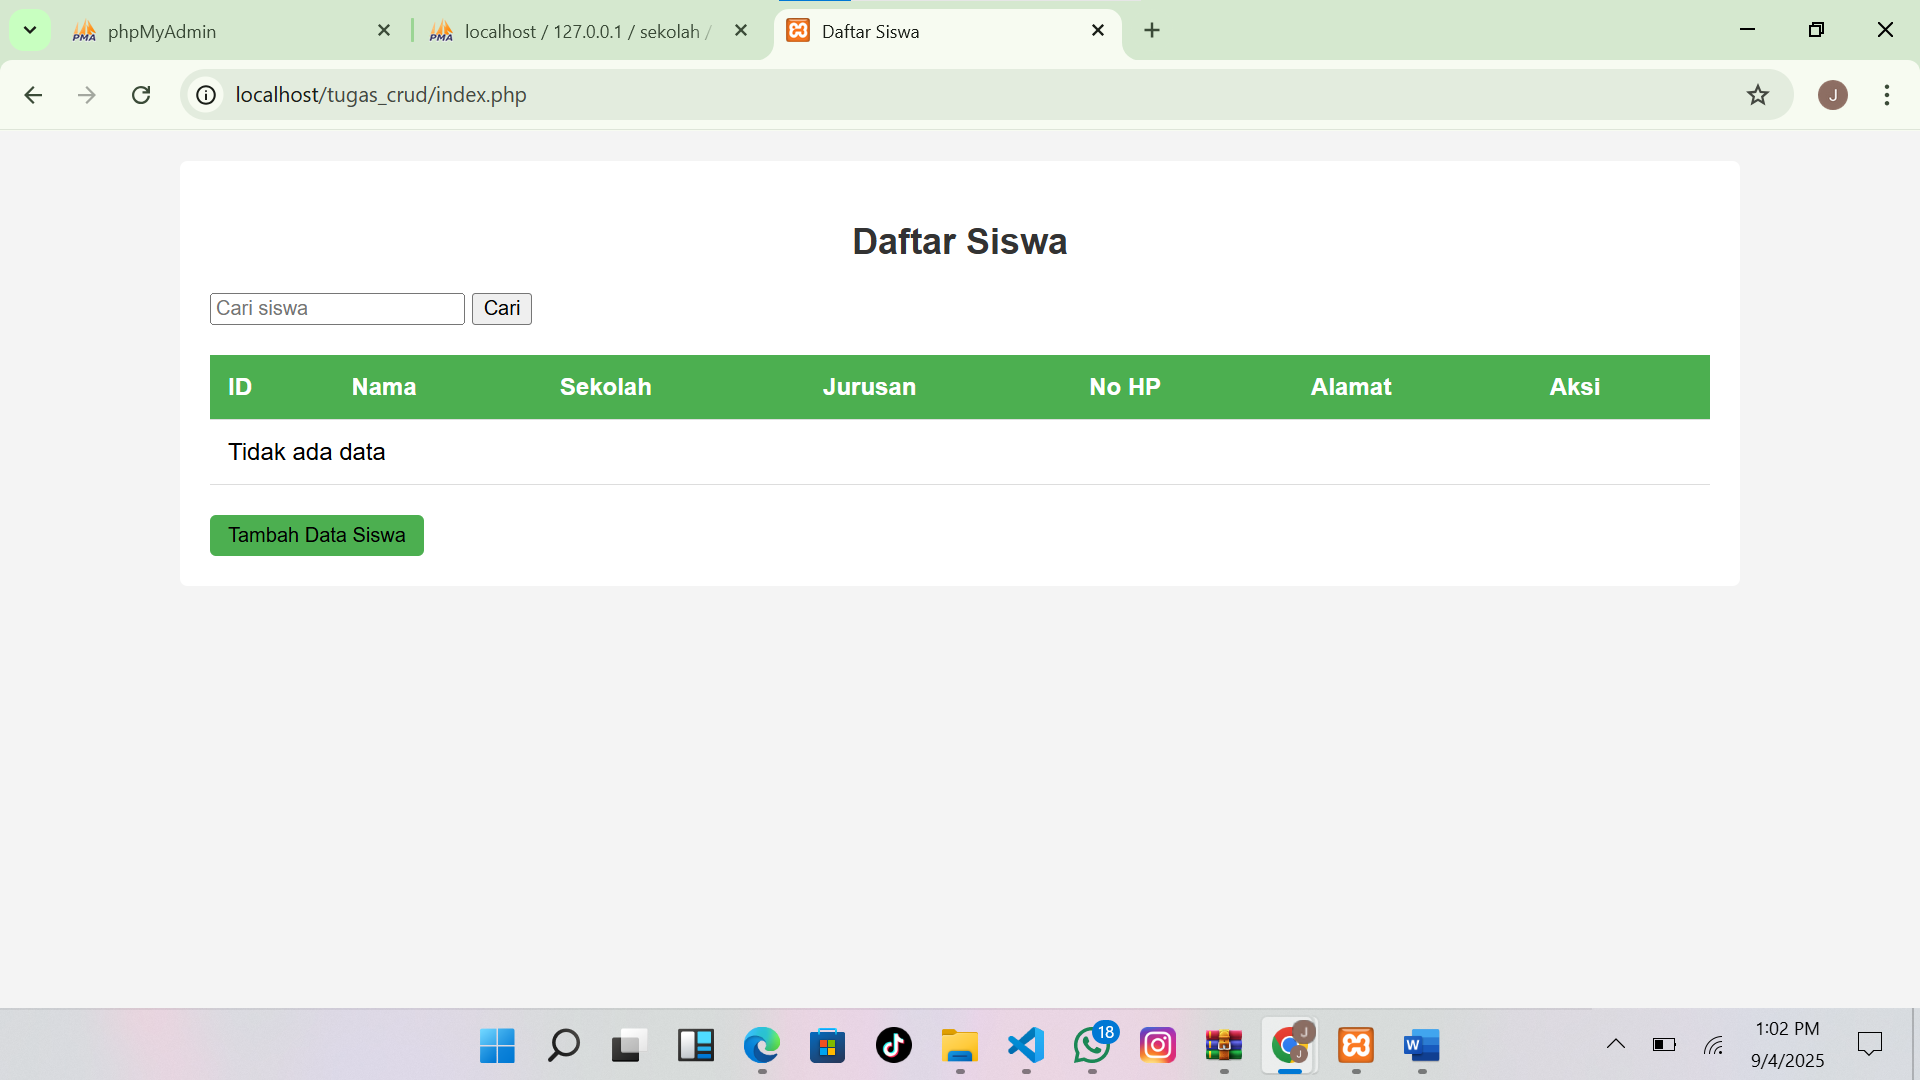 phpMyAdmin
localhost / 127.0.0.1 / sekolah /
Daftar Siswa
localhost/tugas_crud/index.php
J
Daftar Siswa
Cari siswa
Cari
ID Nama Sekolah Jurusan No HP Alamat Aksi
Tidak ada data
Tambah Data Siswa
18
1:02 PM
9/4/2025